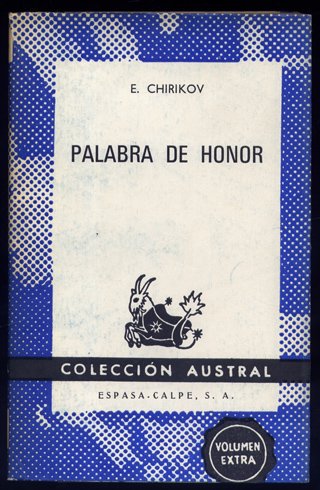 E. CHIRIKOV
PALABRA DE HONOR
COLECCIÓN AUSTRAL
ESPASA-CALPE, S. A.
VOLUMEN
EXTRA